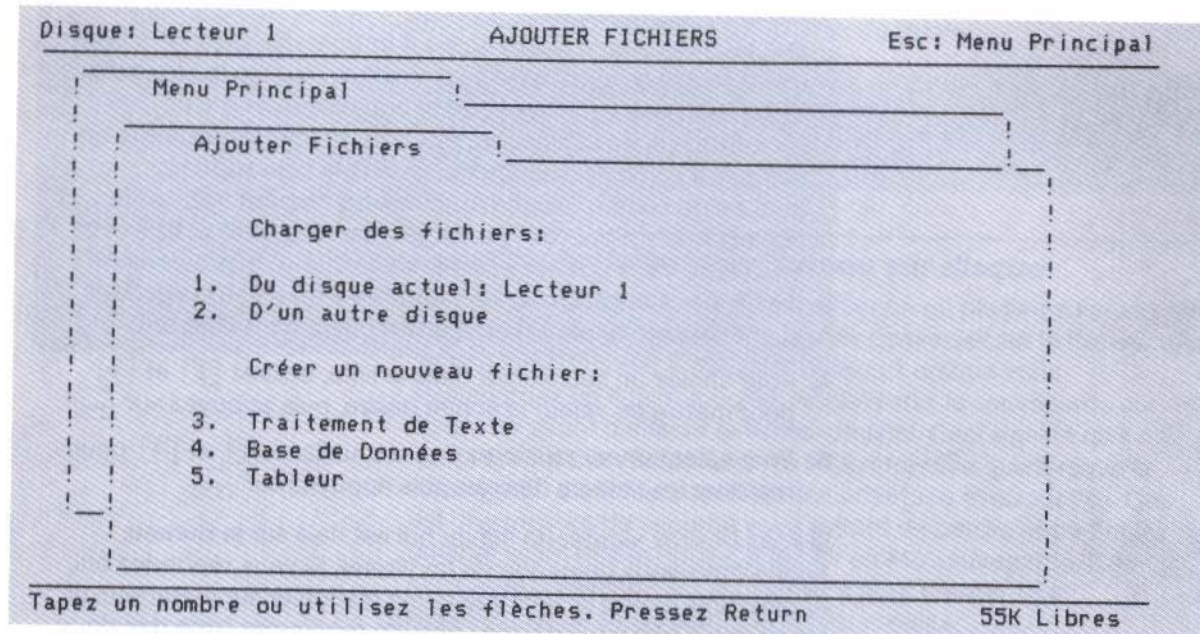 Disque: Lecteur 1 AJOUTER FICHIERS Esc: Menu Principal
Menu Principal
Ajouter Fichiers
Charger des fichiers:
1. Du disque actuel: Lecteur 1
2. D'un autre disque
Créer un nouveau fichier:
3. Traitement de Texte
4. Base de Données
5. Tableur
Tapez un nombre ou utilisez les flèches. Pressez Return 55K Libres